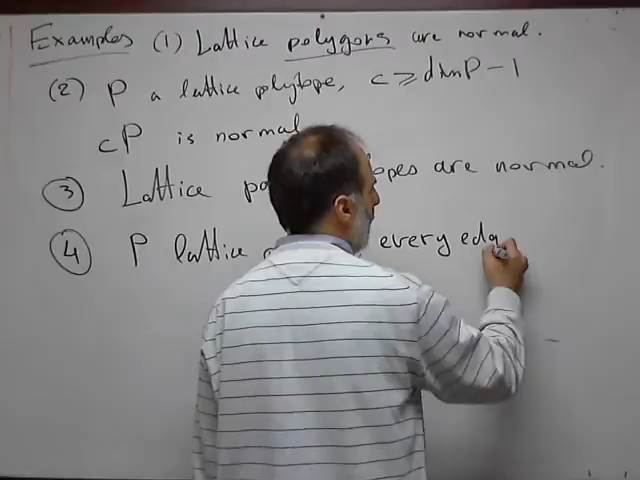 Examples (1) Lattice polygons are normal.
(2) P a lattice polytope, c ≥ dim P - 1
cP is normal
(3) Lattice opes are normal.
(4) P lattice every edg